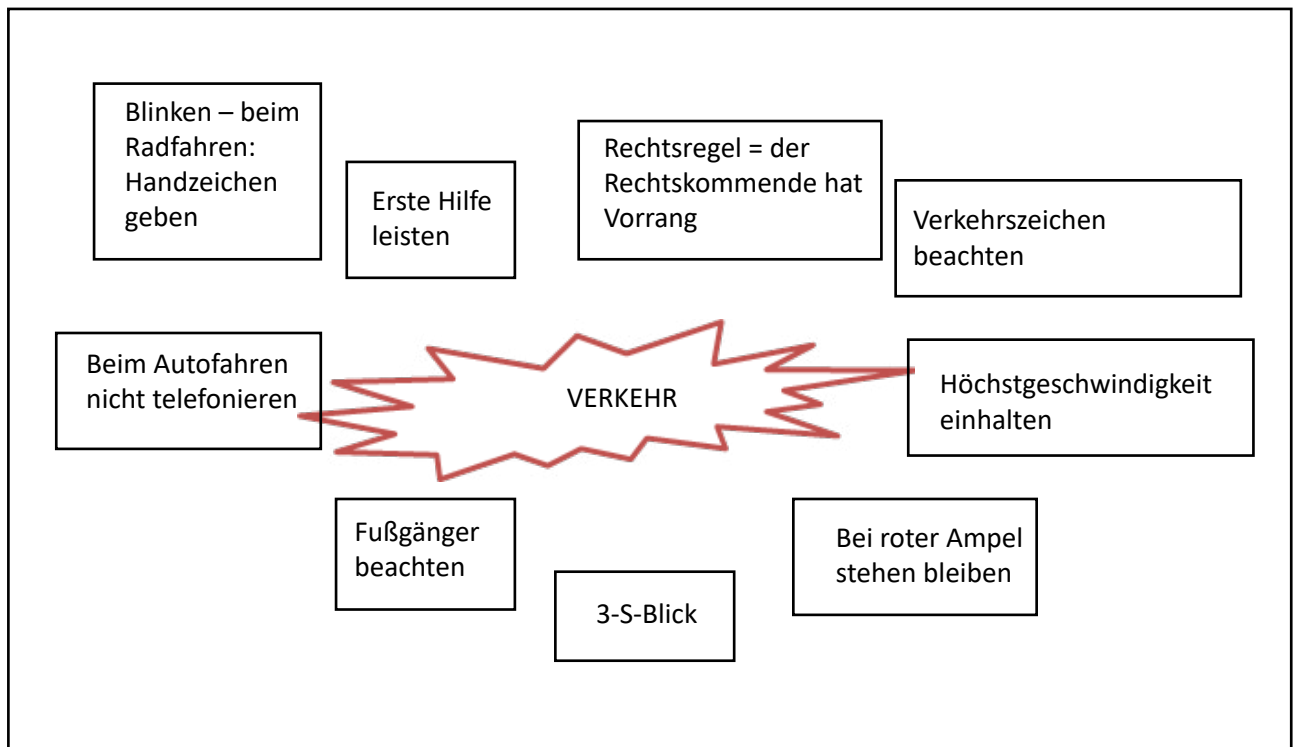 Blinken – beim
Radfahren:
Handzeichen
geben
Erste Hilfe
leisten
Rechtsregel = der
Rechtskommende hat
Vorrang
Verkehrszeichen
beachten
Beim Autofahren
nicht telefonieren
VERKEHR
Höchstgeschwindigkeit
einhalten
Fußgänger
beachten
3-S-Blick
Bei roter Ampel
stehen bleiben